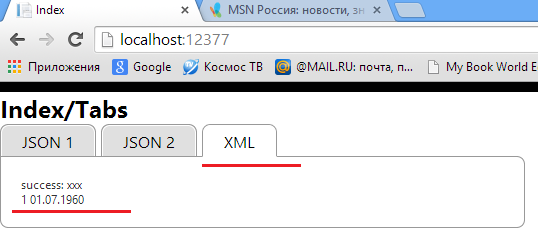 Index
MSN Россия: новости, зн
localhost:12377
Приложения Google Космос ТВ @MAIL.RU: почта, п... My Book World E
Index/Tabs
JSON 1 JSON 2 XML
success: xxx
1 01.07.1960